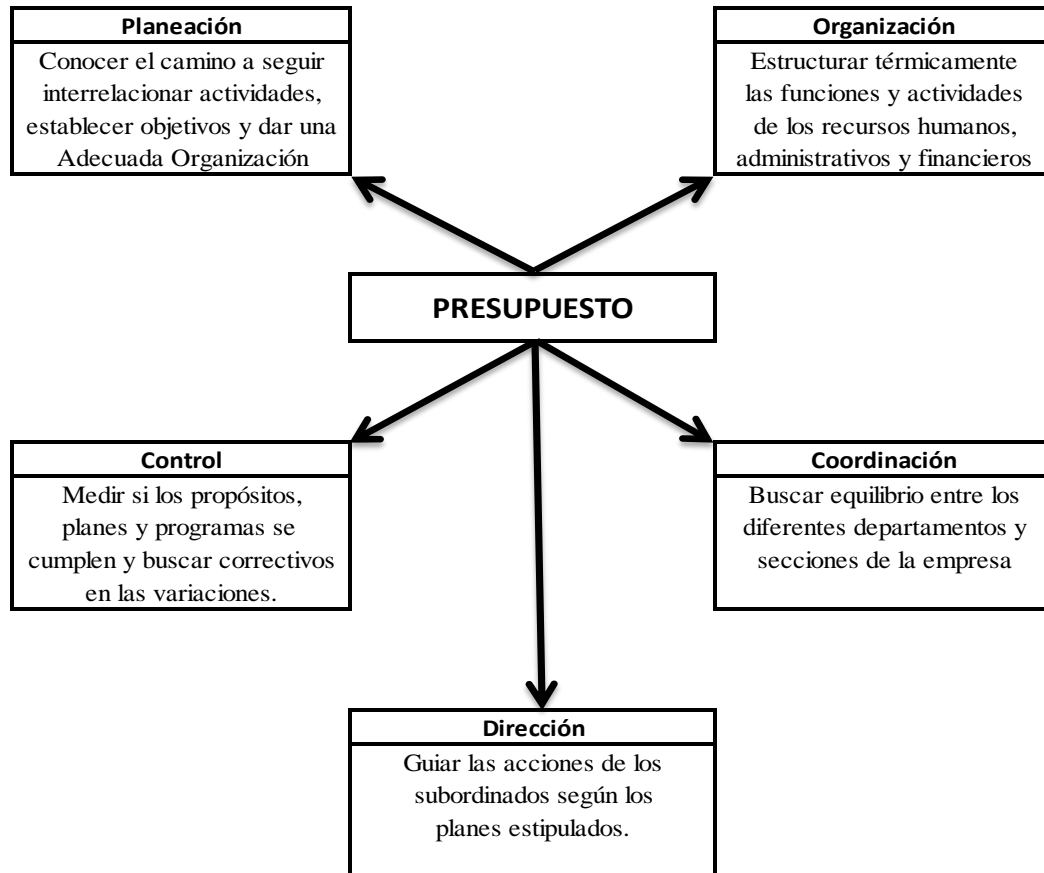 Planeación
Conocer el camino a seguir
interrelacionar actividades,
establecer objetivos y dar una
Adecuada Organización
Organización
Estructurar térmicamente
las funciones y actividades
de los recursos humanos,
administrativos y financieros
PRESUPUESTO
Control
Medir si los propósitos,
planes y programas se
cumplen y buscar correctivos
en las variaciones.
Coordinación
Buscar equilibrio entre los
diferentes departamentos y
secciones de la empresa
Dirección
Guiar las acciones de los
subordinados según los
planes estipulados.